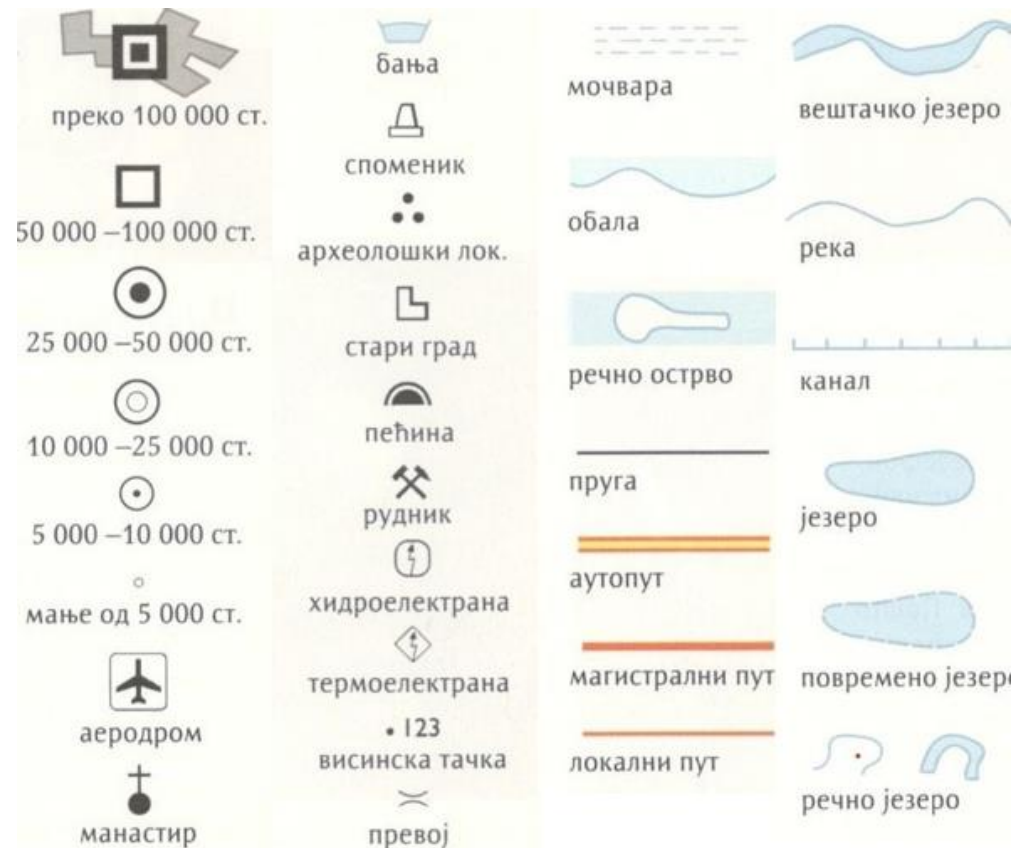 преко 100 000 ст.
50 000 –100 000 ст.
25 000 –50 000 ст.
10 000 –25 000 ст.
5 000 –10 000 ст.
мање од 5 000 ст.
аеродром
манастир
бања
споменик
археолошки лок.
стари град
пећина
рудник
хидроелектрана
термоелектрана
• 123
висинска тачка
превој
мочвара
обала
речно острво
пруга
аутопут
магистрални пут
локални пут
вештачко језеро
река
канал
језеро
повремено језеро
речно језеро